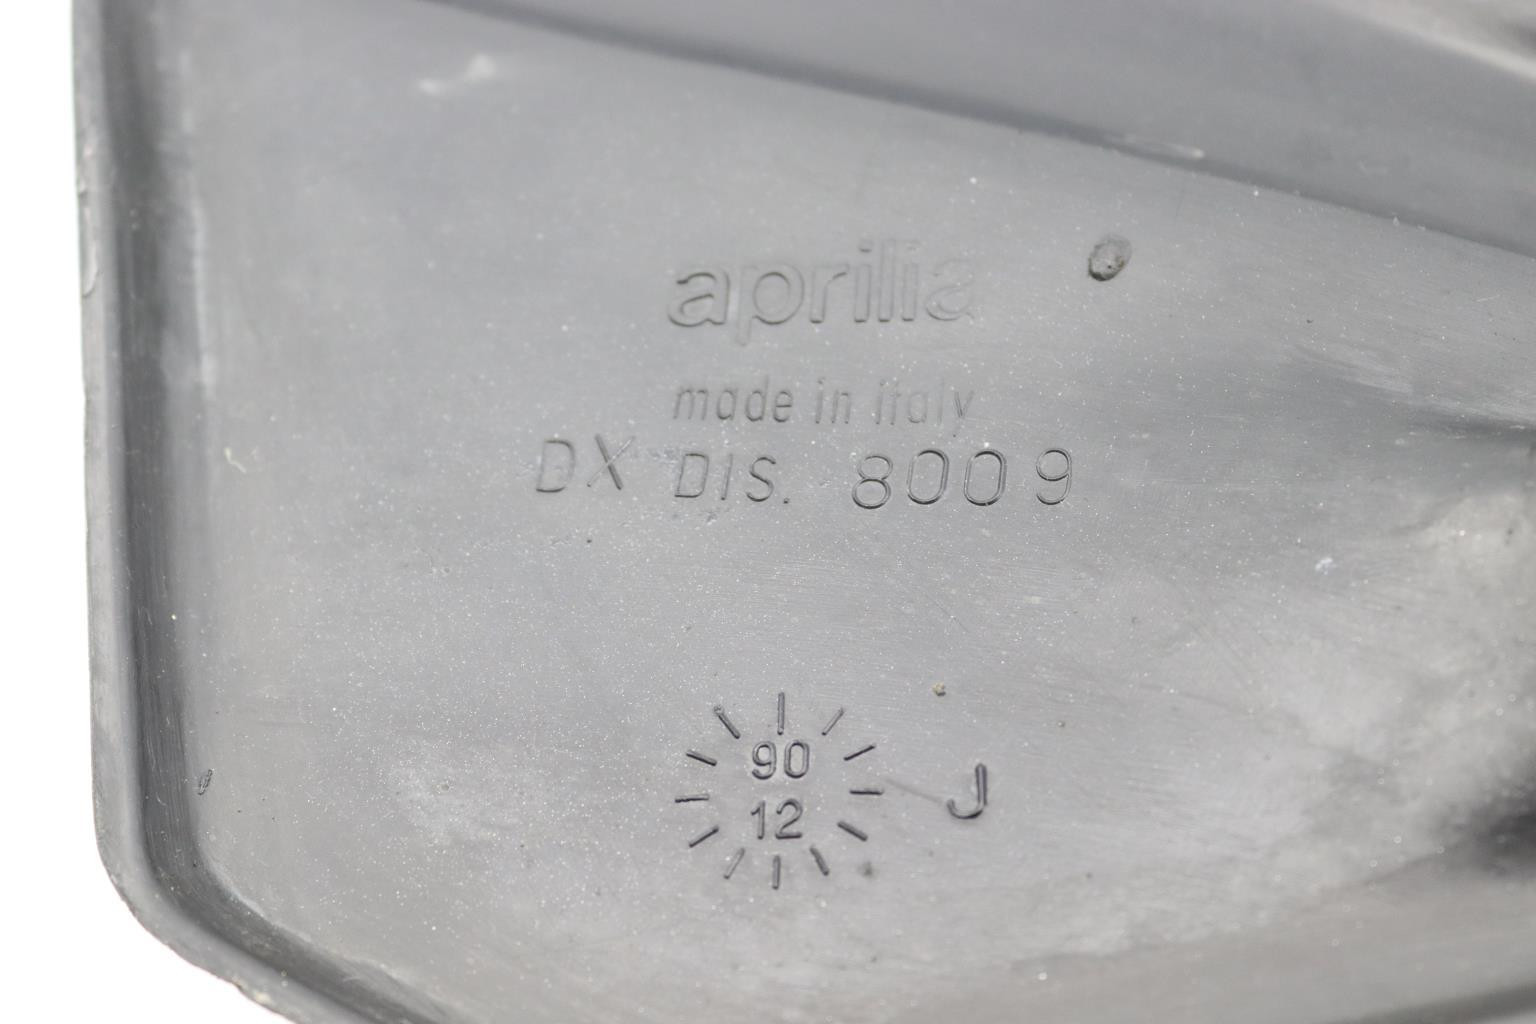 aprilia
made in italy
DX DIS. 8009
90
12
J